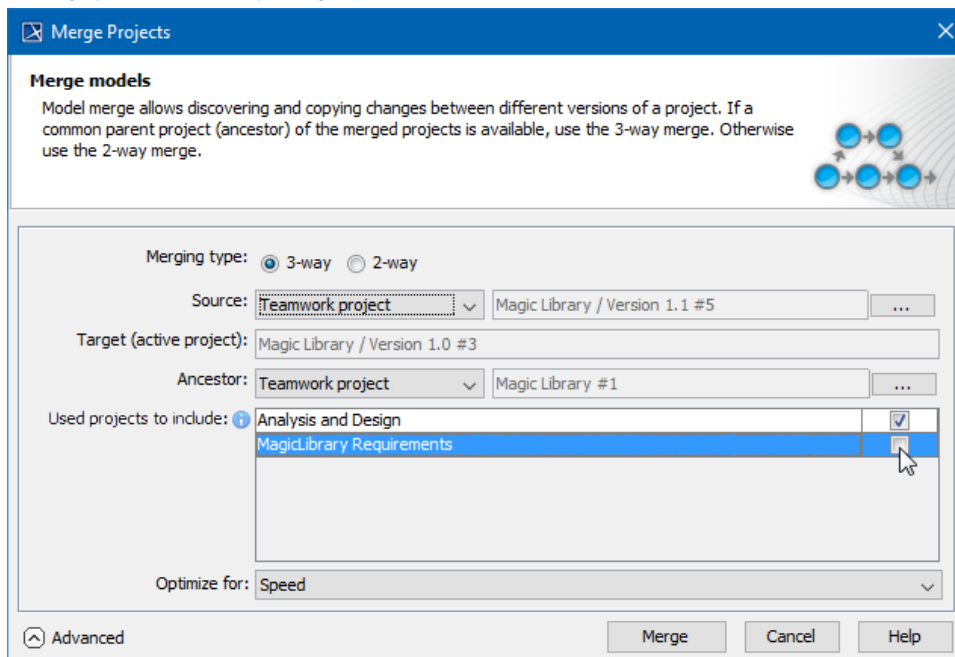 Merge Projects
Merge models
Model merge allows discovering and copying changes between different versions of a project. If a
common parent project (ancestor) of the merged projects is available, use the 3-way merge. Otherwise
use the 2-way merge.
Merging type: 3-way 2-way
Source: Teamwork project Magic Library / Version 1.1 #5 ...
Target (active project): Magic Library / Version 1.0 #3
Ancestor: Teamwork project Magic Library #1 ...
Used projects to include: Analysis and Design
MagicLibrary Requirements
Optimize for: Speed
Advanced Merge Cancel Help